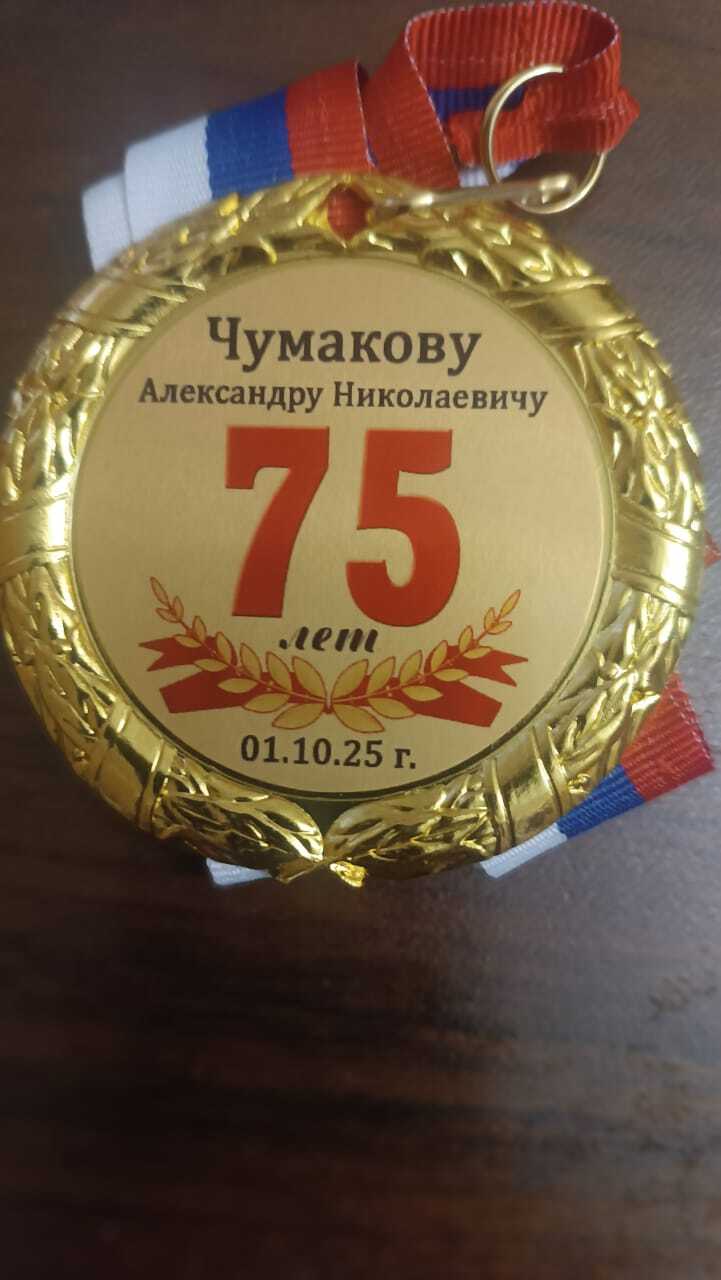 Чумакову
Александру Николаевичу
75
лет
01.10.25 г.